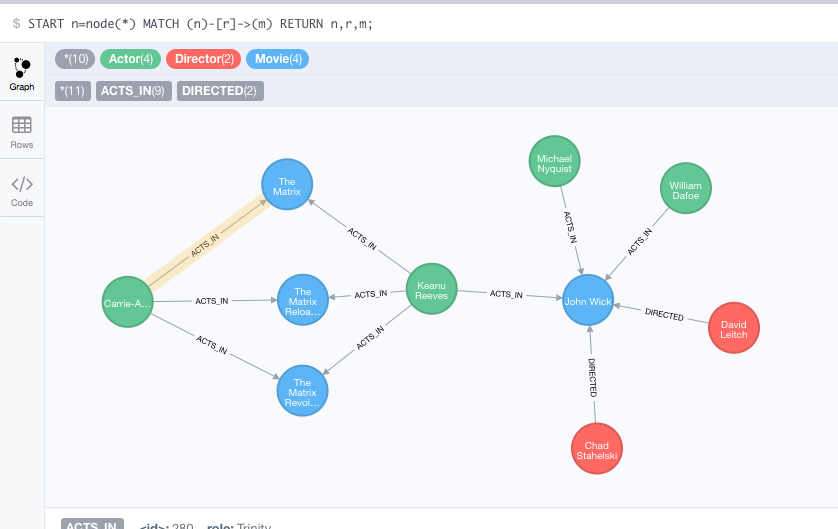 $ START n=node(*) MATCH (n)-[r]->(m) RETURN n,r,m;
Graph
Rows
Code
*(10) Actor(4) Director(2) Movie(4)
*(11) ACTS_IN(9) DIRECTED(2)
Michael
Nyquist
William
Dafoe
The
Matrix
ACTS_IN
ACTS_IN
ACTS_IN
ACTS_IN
Carrie-A...
ACTS_IN
The
Matrix
Reloa...
ACTS_IN
Keanu
Reeves
ACTS_IN
John Wick
DIRECTED
David
Leitch
ACTS_IN
ACTS_IN
The
Matrix
Revol...
DIRECTED
Chad
Stahelski
ACTS_IN <id>: 280 role: Trinity